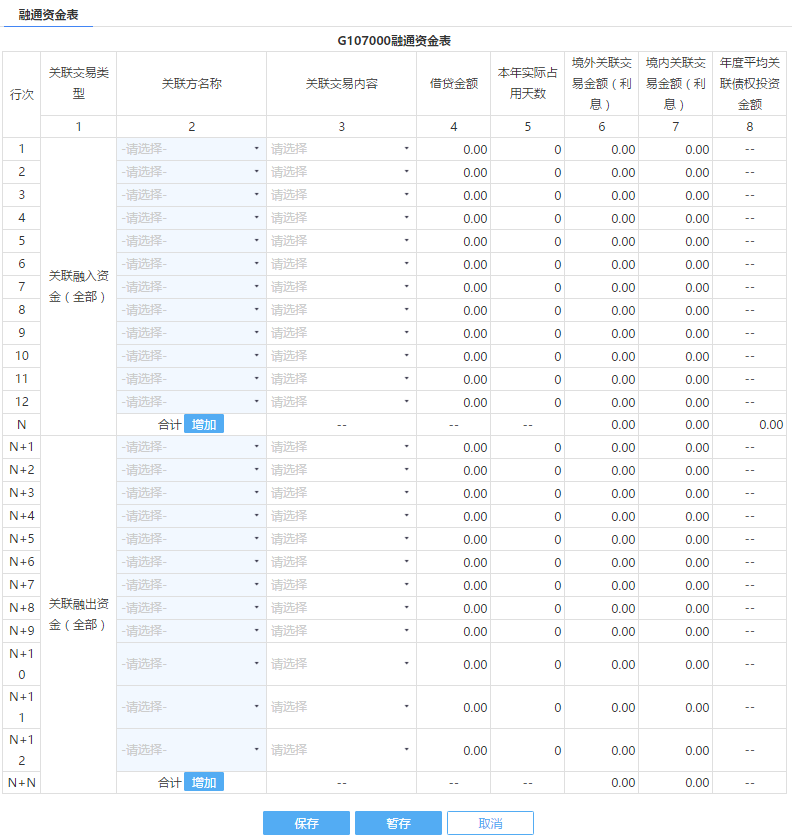 融通资金表
G107000融通资金表
行次 关联交易类型 关联方名称 关联交易内容 借贷金额 本年实际占用天数 境外关联交易金额（利息） 境内关联交易金额（利息） 年度平均关联债权投资金额
1 2 3 4 5 6 7 8
关联融入资金（全部）
1 -请选择- 请选择 0.00 0 0.00 0.00 --
2 -请选择- 请选择 0.00 0 0.00 0.00 --
3 -请选择- 请选择 0.00 0 0.00 0.00 --
4 -请选择- 请选择 0.00 0 0.00 0.00 --
5 -请选择- 请选择 0.00 0 0.00 0.00 --
6 -请选择- 请选择 0.00 0 0.00 0.00 --
7 -请选择- 请选择 0.00 0 0.00 0.00 --
8 -请选择- 请选择 0.00 0 0.00 0.00 --
9 -请选择- 请选择 0.00 0 0.00 0.00 --
10 -请选择- 请选择 0.00 0 0.00 0.00 --
11 -请选择- 请选择 0.00 0 0.00 0.00 --
12 -请选择- 请选择 0.00 0 0.00 0.00 --
N 合计 增加 -- -- -- 0.00 0.00 0.00
关联融出资金（全部）
N+1 -请选择- 请选择 0.00 0 0.00 0.00 --
N+2 -请选择- 请选择 0.00 0 0.00 0.00 --
N+3 -请选择- 请选择 0.00 0 0.00 0.00 --
N+4 -请选择- 请选择 0.00 0 0.00 0.00 --
N+5 -请选择- 请选择 0.00 0 0.00 0.00 --
N+6 -请选择- 请选择 0.00 0 0.00 0.00 --
N+7 -请选择- 请选择 0.00 0 0.00 0.00 --
N+8 -请选择- 请选择 0.00 0 0.00 0.00 --
N+9 -请选择- 请选择 0.00 0 0.00 0.00 --
N+10 -请选择- 请选择 0.00 0 0.00 0.00 --
N+11 -请选择- 请选择 0.00 0 0.00 0.00 --
N+12 -请选择- 请选择 0.00 0 0.00 0.00 --
N+N 合计 增加 -- -- -- 0.00 0.00 --
保存 暂存 取消